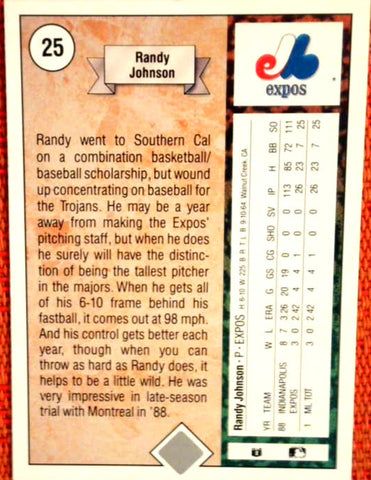 25
Randy
Johnson
expos
Randy went to Southern Cal
on a combination basketball/
baseball scholarship, but wound
up concentrating on baseball for
the Trojans. He may be a year
away from making the Expos'
pitching staff, but when he does
he surely will have the distinc-
tion of being the tallest pitcher
in the majors. When he gets all
of his 6-10 frame behind his
fastball, it comes out at 98 mph.
And his control gets better each
year, though when you can
throw as hard as Randy does, it
helps to be a little wild. He was
very impressive in late-season
trial with Montreal in '88.
Randy Johnson · P · EXPOS
H 6-10 W 225 B R T L B 9-10-64 Walnut Creek, CA
YR TEAM W L ERA G GS CG SHO SV IP H BB SO
88 INDIANAPOLIS 8 7 3.26 20 19 0 0 0 113 85 72 111
EXPOS 3 0 2.42 4 4 1 0 0 26 23 7 25
1 ML TOT. 3 0 2.42 4 4 1 0 0 26 23 7 25